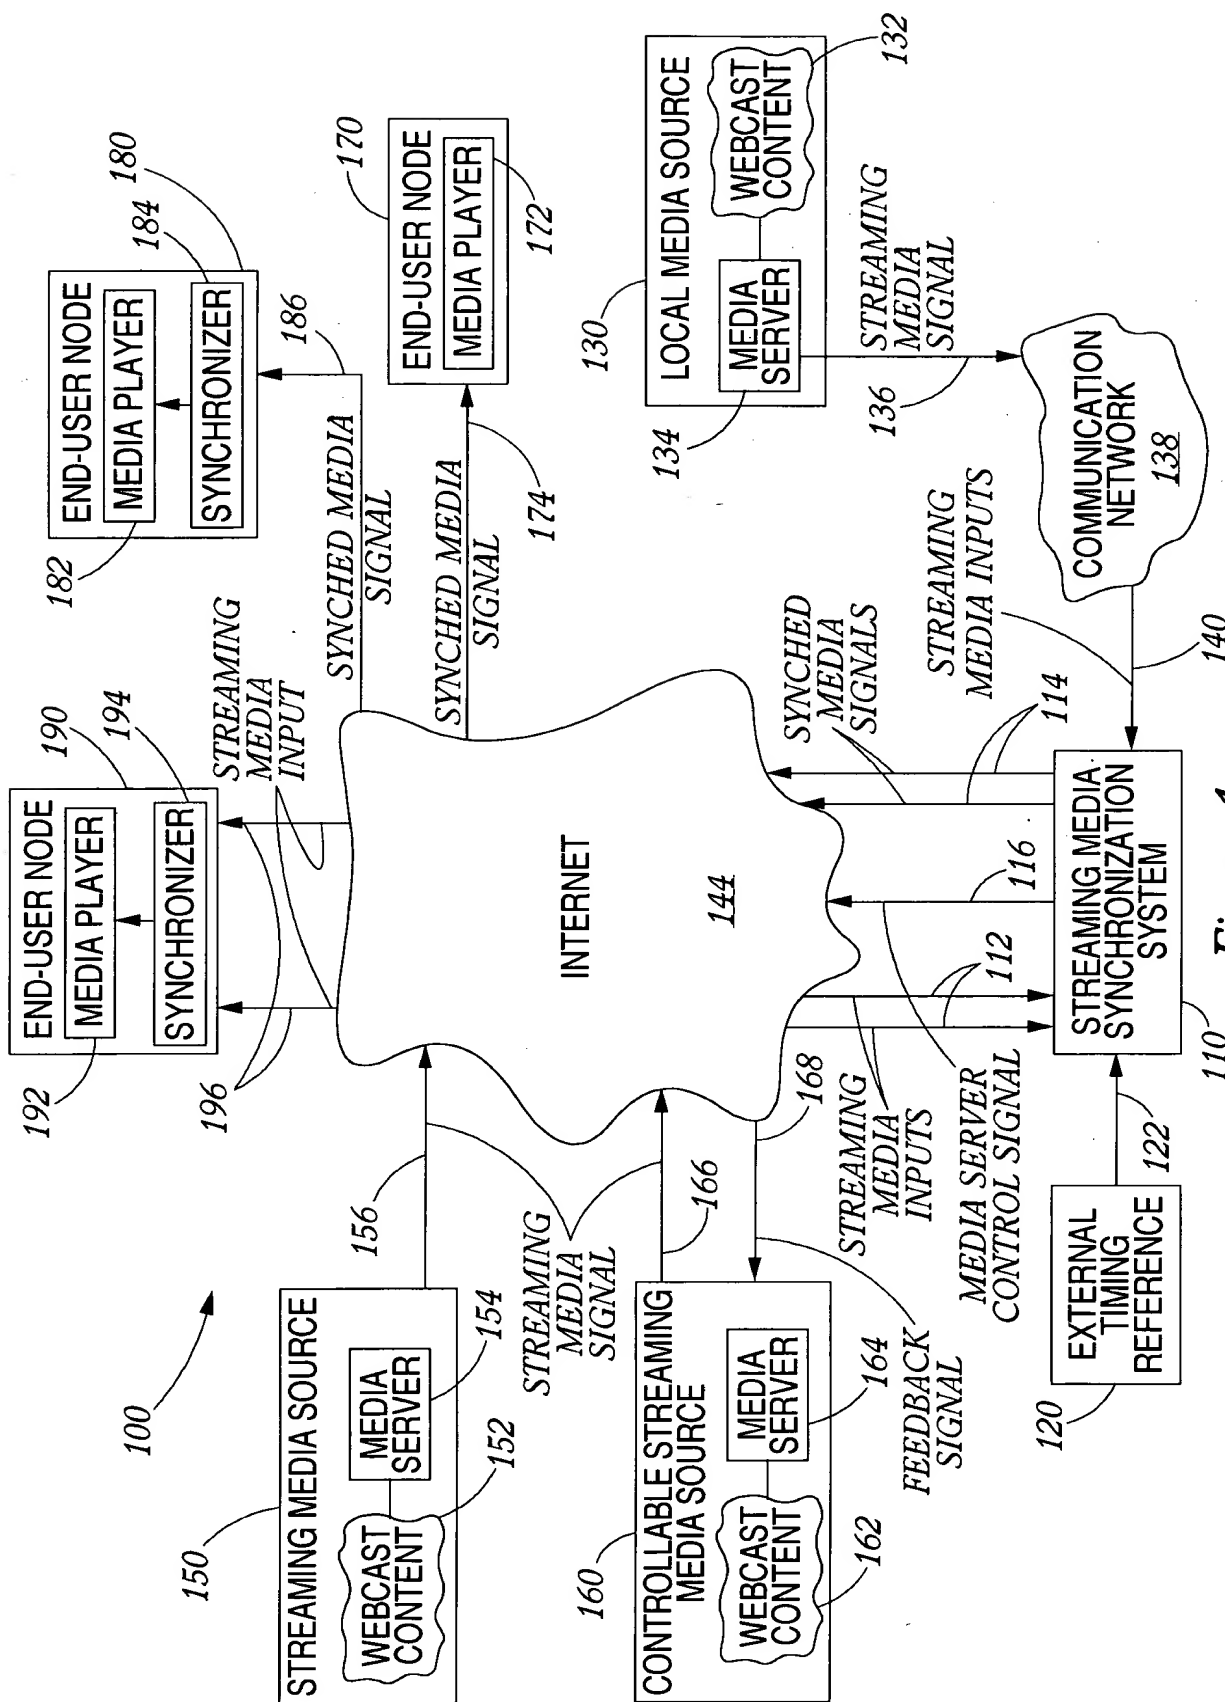 100
150
STREAMING MEDIA SOURCE
WEBCAST
CONTENT
MEDIA
SERVER
154
152
156
STREAMING
MEDIA
SIGNAL
160
CONTROLLABLE STREAMING
MEDIA SOURCE
WEBCAST
CONTENT
MEDIA
SERVER
164
162
166
168
FEEDBACK
SIGNAL
190
END-USER NODE
MEDIA PLAYER
SYNCHRONIZER
192
194
196
STREAMING
MEDIA
INPUT
END-USER NODE
MEDIA PLAYER
SYNCHRONIZER
180
184
182
186
SYNCHED MEDIA
SIGNAL
170
END-USER NODE
MEDIA PLAYER
172
SYNCHED MEDIA
SIGNAL
174
INTERNET
144
LOCAL MEDIA SOURCE
130
MEDIA
SERVER
WEBCAST
CONTENT
132
134
STREAMING
MEDIA
SIGNAL
136
COMMUNICATION
NETWORK
138
STREAMING
MEDIA INPUTS
140
SYNCHED
MEDIA
SIGNALS
114
116
112
STREAMING
MEDIA
INPUTS
MEDIA SERVER
CONTROL SIGNAL
STREAMING MEDIA
SYNCHRONIZATION
SYSTEM
110
122
EXTERNAL
TIMING
REFERENCE
120